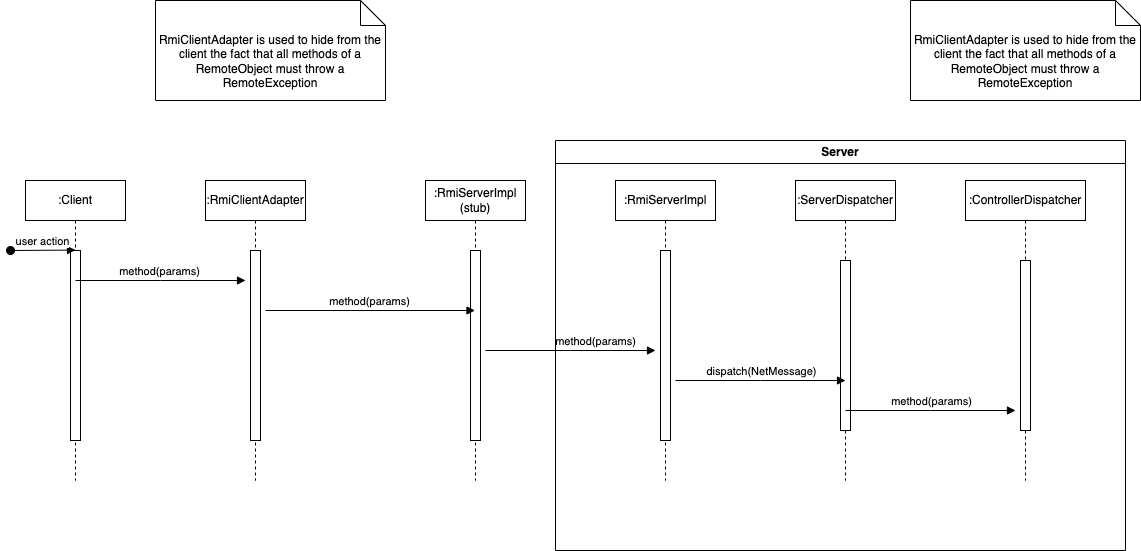 RmiClientAdapter is used to hide from the
client the fact that all methods of a
RemoteObject must throw a
RemoteException
RmiClientAdapter is used to hide from the
client the fact that all methods of a
RemoteObject must throw a
RemoteException
Server
:Client
:RmiClientAdapter
:RmiServerImpl
(stub)
:RmiServerImpl
:ServerDispatcher
:ControllerDispatcher
user action
method(params)
method(params)
method(params)
dispatch(NetMessage)
method(params)